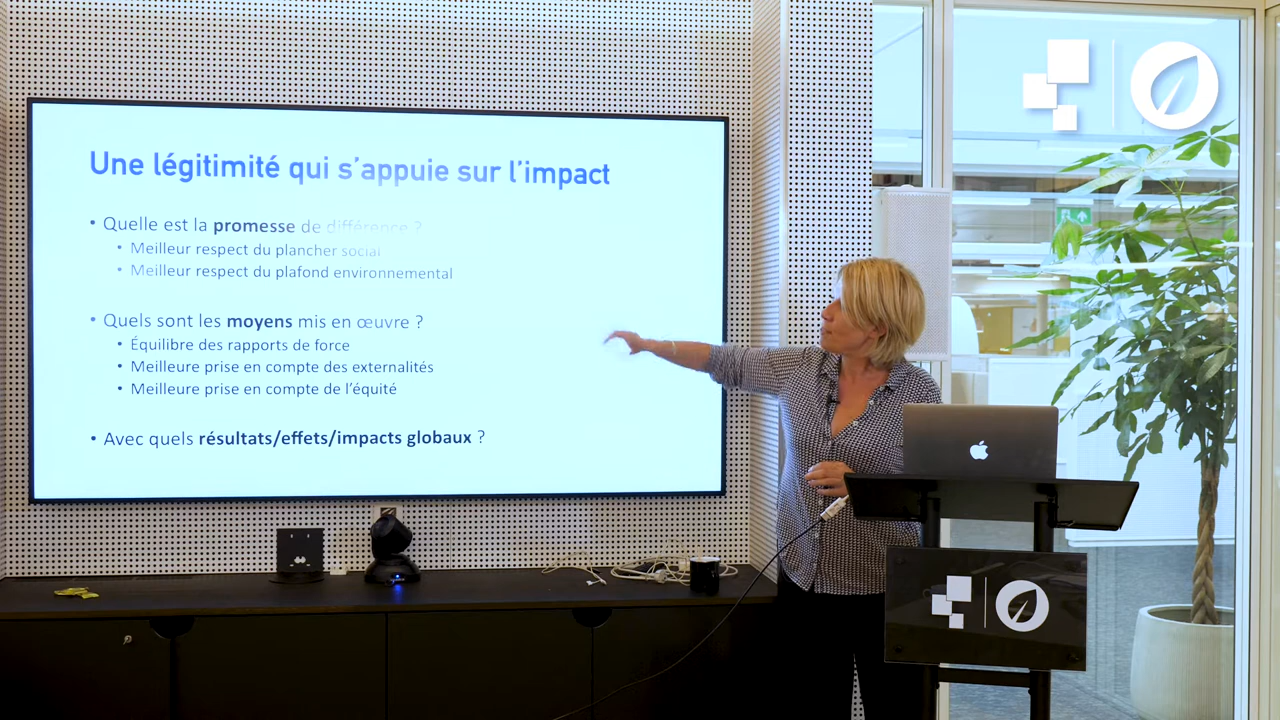 Une légitimité qui s'appuie sur l'impact
• Quelle est la promesse de différence ?
• Meilleur respect du plancher social
• Meilleur respect du plafond environnemental
• Quels sont les moyens mis en œuvre ?
• Équilibre des rapports de force
• Meilleure prise en compte des externalités
• Meilleure prise en compte de l'équité
• Avec quels résultats/effets/impacts globaux ?